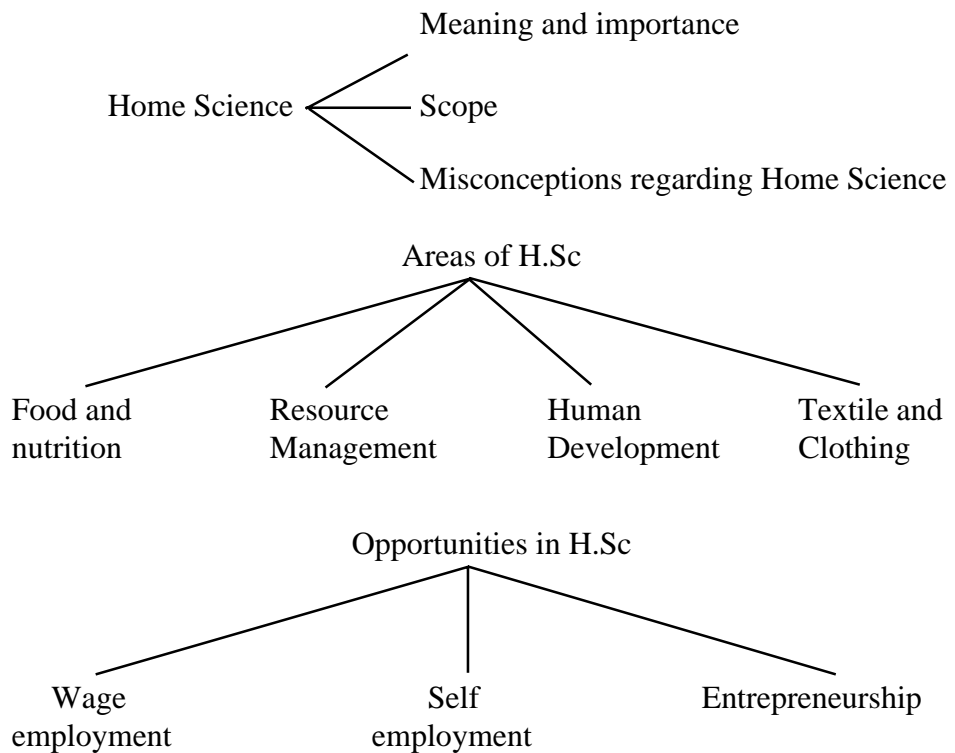 Meaning and importance
Home Science
Scope
Misconceptions regarding Home Science
Areas of H.Sc
Food and
nutrition
Resource
Management
Human
Development
Textile and
Clothing
Opportunities in H.Sc
Wage
employment
Self
employment
Entrepreneurship